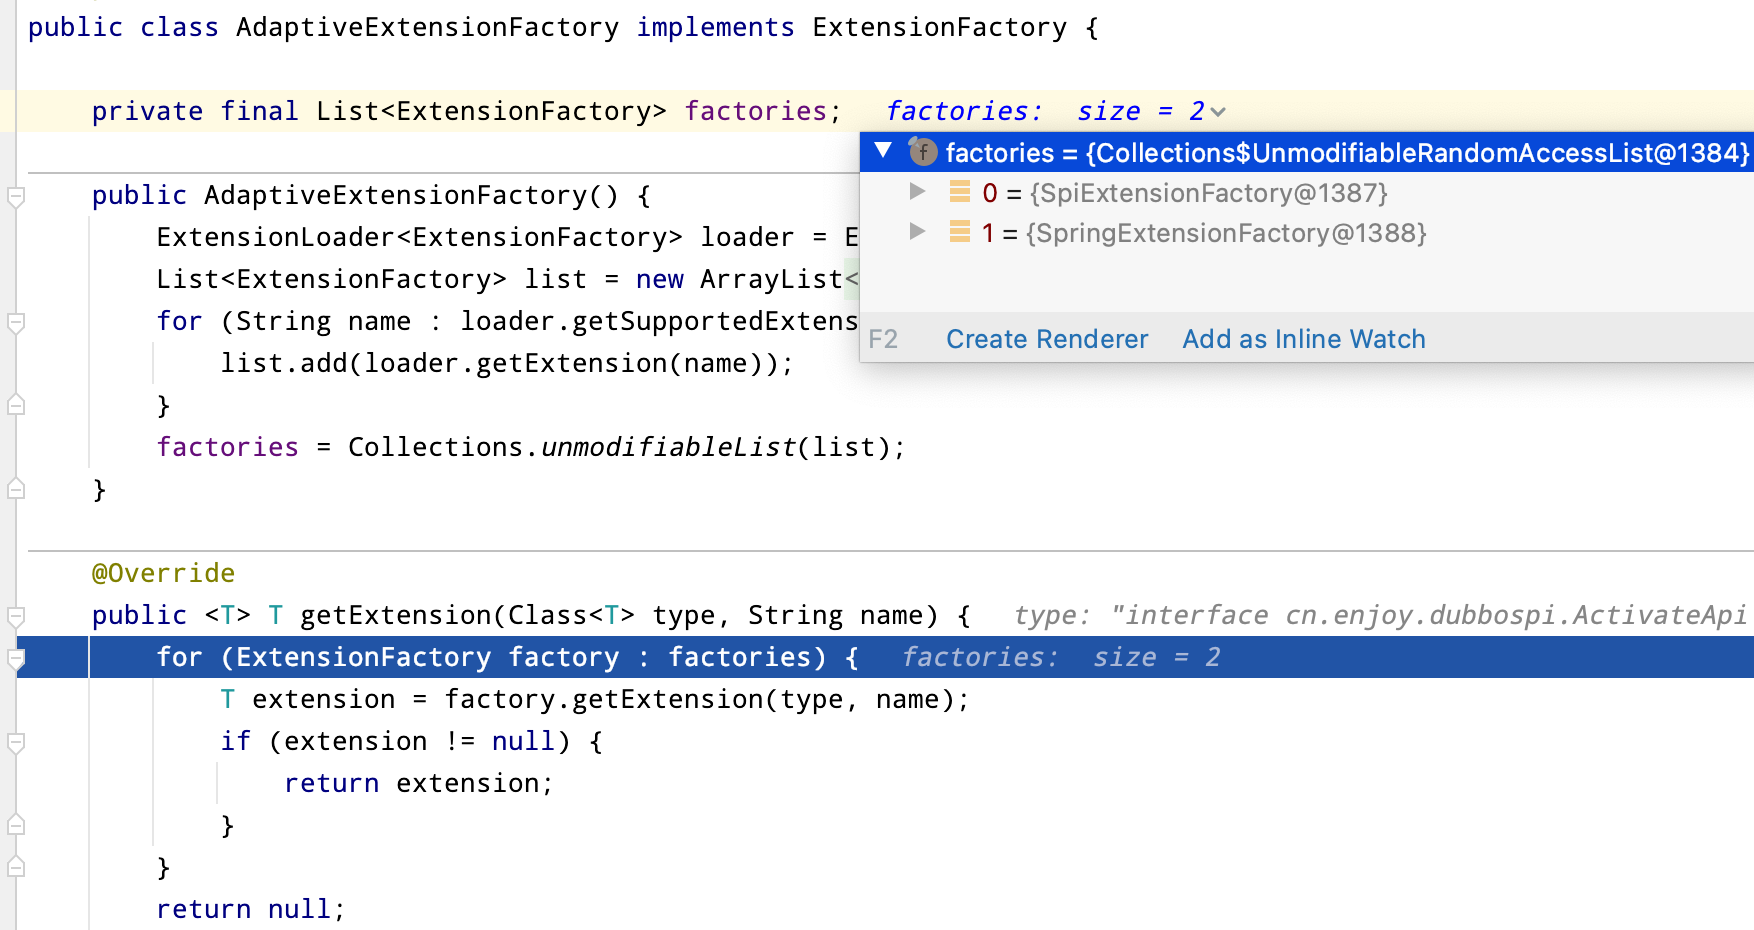 public class AdaptiveExtensionFactory implements ExtensionFactory {
private final List<ExtensionFactory> factories; factories: size = 2
factories = {Collections$UnmodifiableRandomAccessList@1384}
0 = {SpiExtensionFactory@1387}
1 = {SpringExtensionFactory@1388}
F2 Create Renderer Add as Inline Watch
public AdaptiveExtensionFactory() {
ExtensionLoader<ExtensionFactory> loader = E
List<ExtensionFactory> list = new ArrayList<
for (String name : loader.getSupportedExtens
list.add(loader.getExtension(name));
}
factories = Collections.unmodifiableList(list);
}
@Override
public <T> T getExtension(Class<T> type, String name) { type: "interface cn.enjoy.dubbospi.ActivateApi
for (ExtensionFactory factory : factories) { factories: size = 2
T extension = factory.getExtension(type, name);
if (extension != null) {
return extension;
}
}
return null;